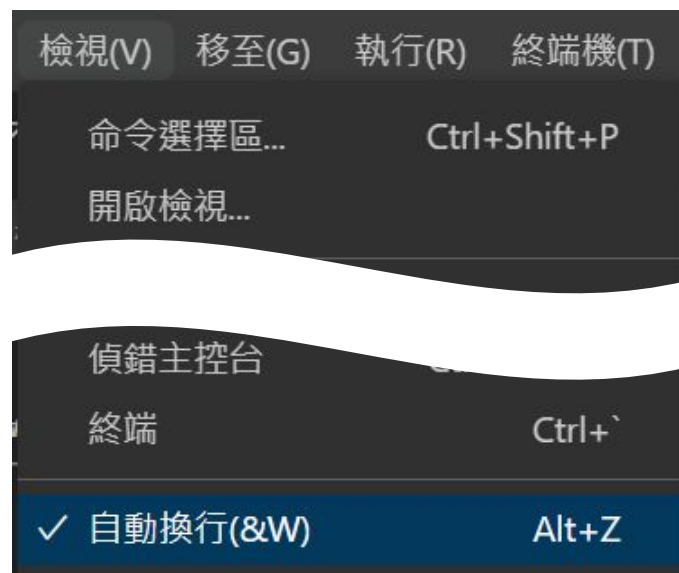 檢視(V) 移至(G) 執行(R) 終端機(T)
命令選擇區... Ctrl+Shift+P
開啟檢視...
偵錯主控台
終端 Ctrl+`
✓ 自動換行(&W) Alt+Z